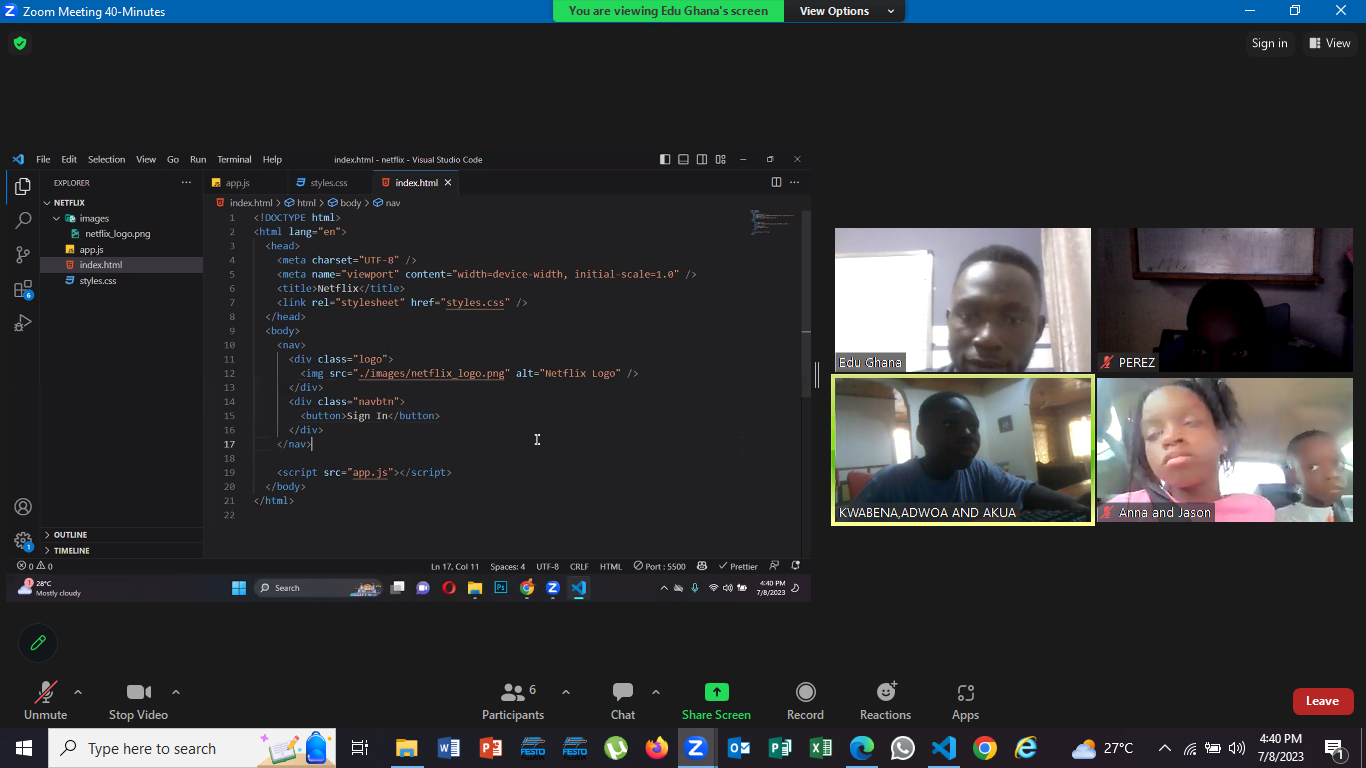 Zoom Meeting 40-Minutes
You are viewing Edu Ghana's screen
View Options
Sign in
View
File Edit Selection View Go Run Terminal Help
index.html - netflix - Visual Studio Code
EXPLORER
NETFLIX
images
netflix_logo.png
app.js
index.html
styles.css
OUTLINE
TIMELINE
app.js
styles.css
index.html
index.html > html > body > nav
1 <!DOCTYPE html>
2 <html lang="en">
3 <head>
4 <meta charset="UTF-8" />
5 <meta name="viewport" content="width=device-width, initial-scale=1.0" />
6 <title>Netflix</title>
7 <link rel="stylesheet" href="styles.css" />
8 </head>
9 <body>
10 <nav>
11 <div class="logo">
12 <img src="./images/netflix_logo.png" alt="Netflix Logo" />
13 </div>
14 <div class="navbtn">
15 <button>Sign In</button>
16 </div>
17 </nav>
18
19 <script src="app.js"></script>
20 </body>
21 </html>
22
6
1
0 0
Ln 17, Col 11 Spaces: 4 UTF-8 CRLF HTML Port : 5500 Prettier
1
28°C
Mostly cloudy
Search
Ps
4:40 PM
7/8/2023
Edu Ghana
PEREZ
KWABENA,ADWOA AND AKUA
Anna and Jason
Unmute
Stop Video
6
Participants
Chat
Share Screen
Record
Reactions
Apps
Leave
Type here to search
FESTO
FESTO
27°C
4:40 PM
7/8/2023
1